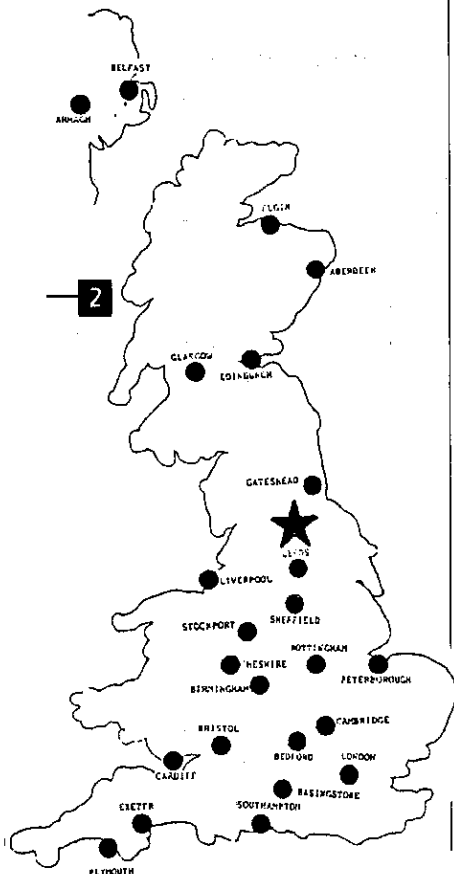 BELFAST
ARMAGH
ELGIN
ABERDEEN
2
GLASGOW
EDINBURGH
GATESHEAD
LEEDS
LIVERPOOL
SHEFFIELD
STOCKPORT
NOTTINGHAM
CHESHIRE
PETERBOROUGH
BIRMINGHAM
CAMBRIDGE
BRISTOL
BEDFORD
LONDON
CARDIFF
BASINGSTOKE
EXETER
SOUTHAMPTON
PLYMOUTH